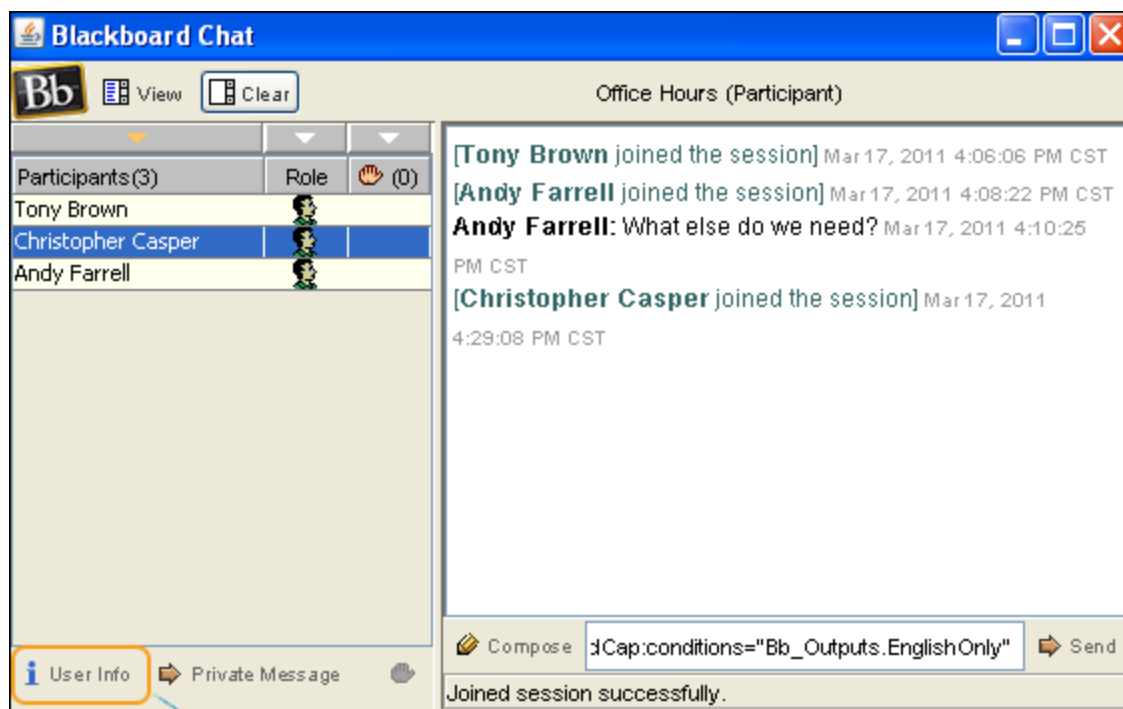 Blackboard Chat
Bb View Clear Office Hours (Participant)
Participants(3) Role (0)
Tony Brown
Christopher Casper
Andy Farrell
[Tony Brown joined the session] Mar 17, 2011 4:06:06 PM CST
[Andy Farrell joined the session] Mar 17, 2011 4:08:22 PM CST
Andy Farrell: What else do we need? Mar 17, 2011 4:10:25
PM CST
[Christopher Casper joined the session] Mar 17, 2011
4:29:08 PM CST
User Info Private Message
Compose dCap:conditions="Bb_Outputs.EnglishOnly" Send
Joined session successfully.